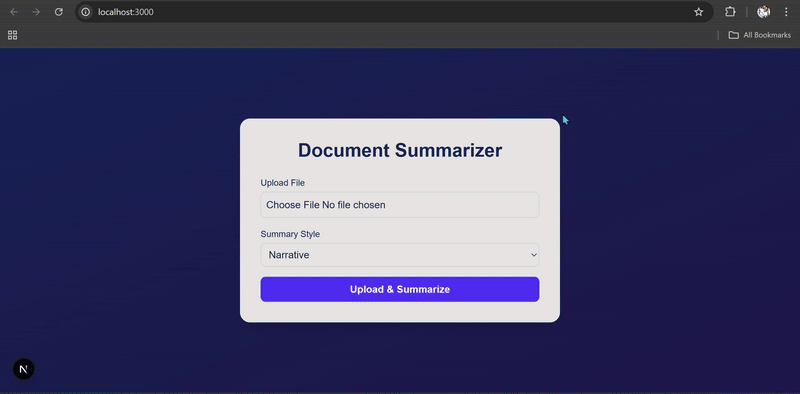 localhost:3000
All Bookmarks
Document Summarizer
Upload File
Choose File No file chosen
Summary Style
Narrative
Upload & Summarize
N